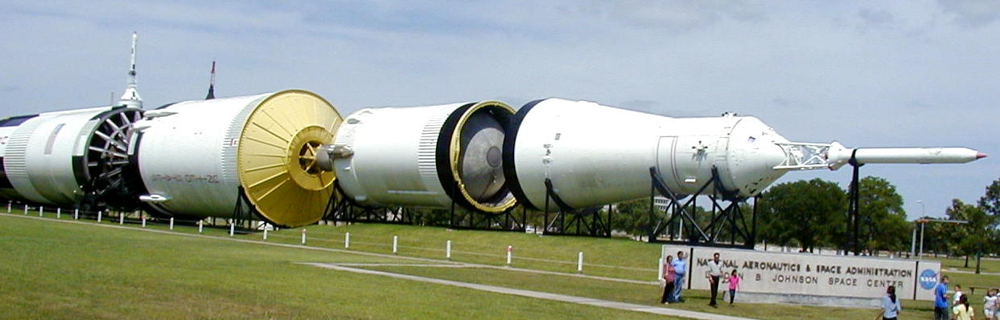 NATIONAL AERONAUTICS & SPACE ADMINISTRATION
B JOHNSON SPACE CENTER
NASA